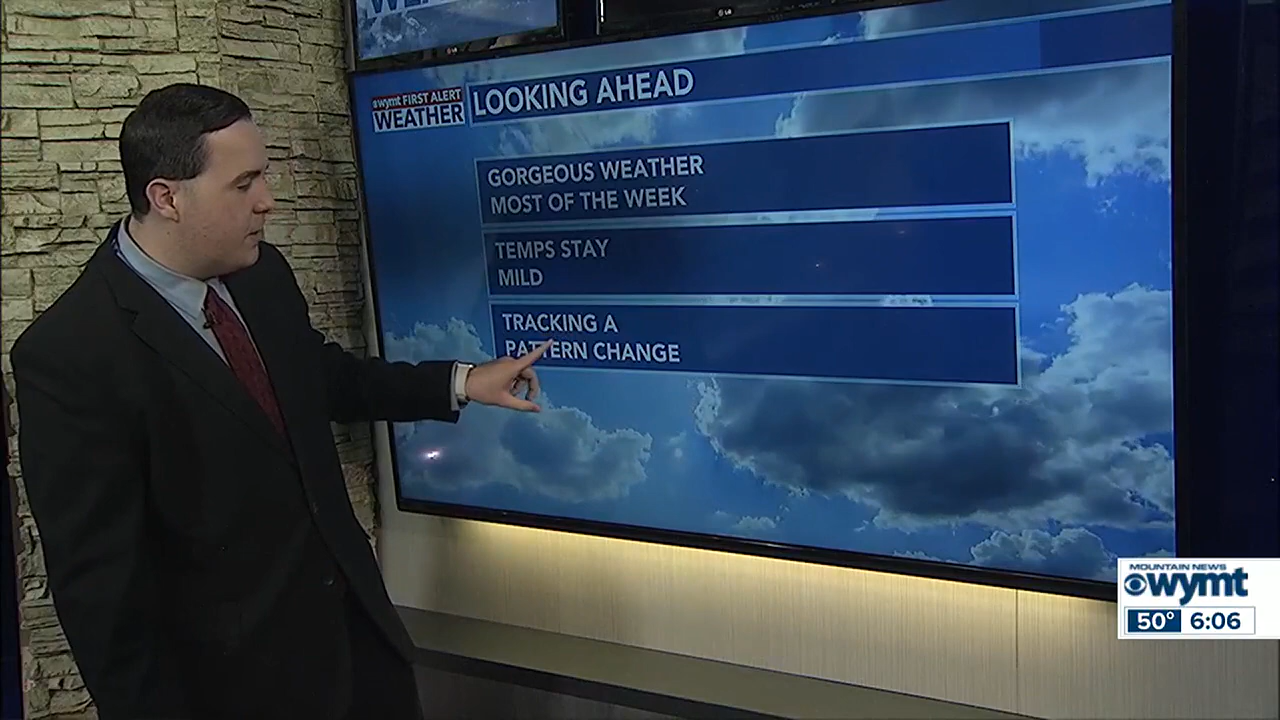 WEATHER
wymt FIRST ALERT
WEATHER
LOOKING AHEAD
GORGEOUS WEATHER
MOST OF THE WEEK
TEMPS STAY
MILD
TRACKING A
PATTERN CHANGE
MOUNTAIN NEWS
wymt
50° 6:06